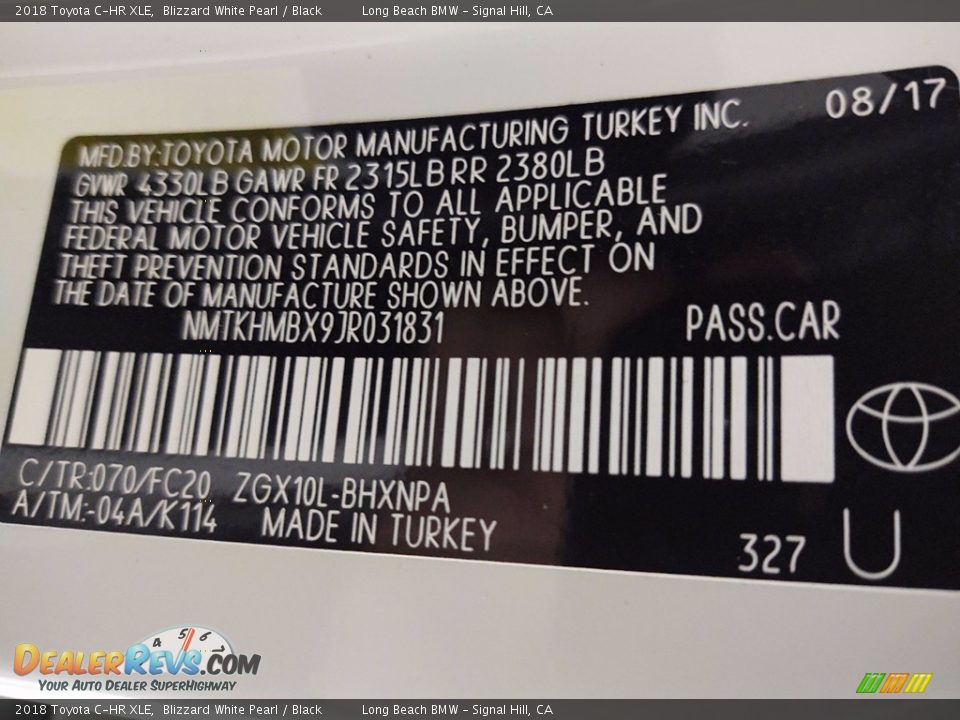 2018 Toyota C-HR XLE, Blizzard White Pearl / Black Long Beach BMW - Signal Hill, CA
08/17
MFD.BY:TOYOTA MOTOR MANUFACTURING TURKEY INC.
GVWR 4330LB GAWR FR 2315LB RR 2380LB
THIS VEHICLE CONFORMS TO ALL APPLICABLE
FEDERAL MOTOR VEHICLE SAFETY, BUMPER, AND
THEFT PREVENTION STANDARDS IN EFFECT ON
THE DATE OF MANUFACTURE SHOWN ABOVE.
NMTKHMBX9JR031831 PASS.CAR
C/TR:070/FC20 ZGX10L-BHXNPA
A/TM:-04A/K114 MADE IN TURKEY
327 U
4 5 6 7
DEALERREVS.COM
YOUR AUTO DEALER SUPERHIGHWAY
2018 Toyota C-HR XLE, Blizzard White Pearl / Black Long Beach BMW - Signal Hill, CA